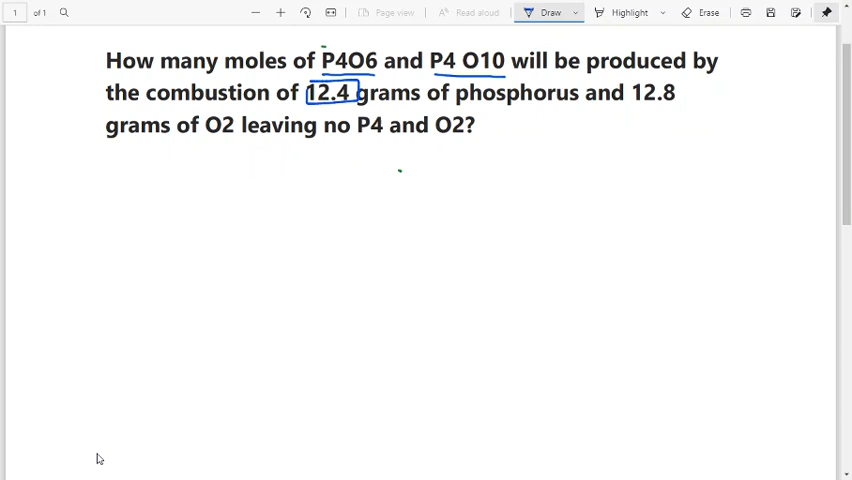 1 of 1 Page view Read aloud Draw Highlight Erase
How many moles of P4O6 and P4 O10 will be produced by
the combustion of 12.4 grams of phosphorus and 12.8
grams of O2 leaving no P4 and O2?